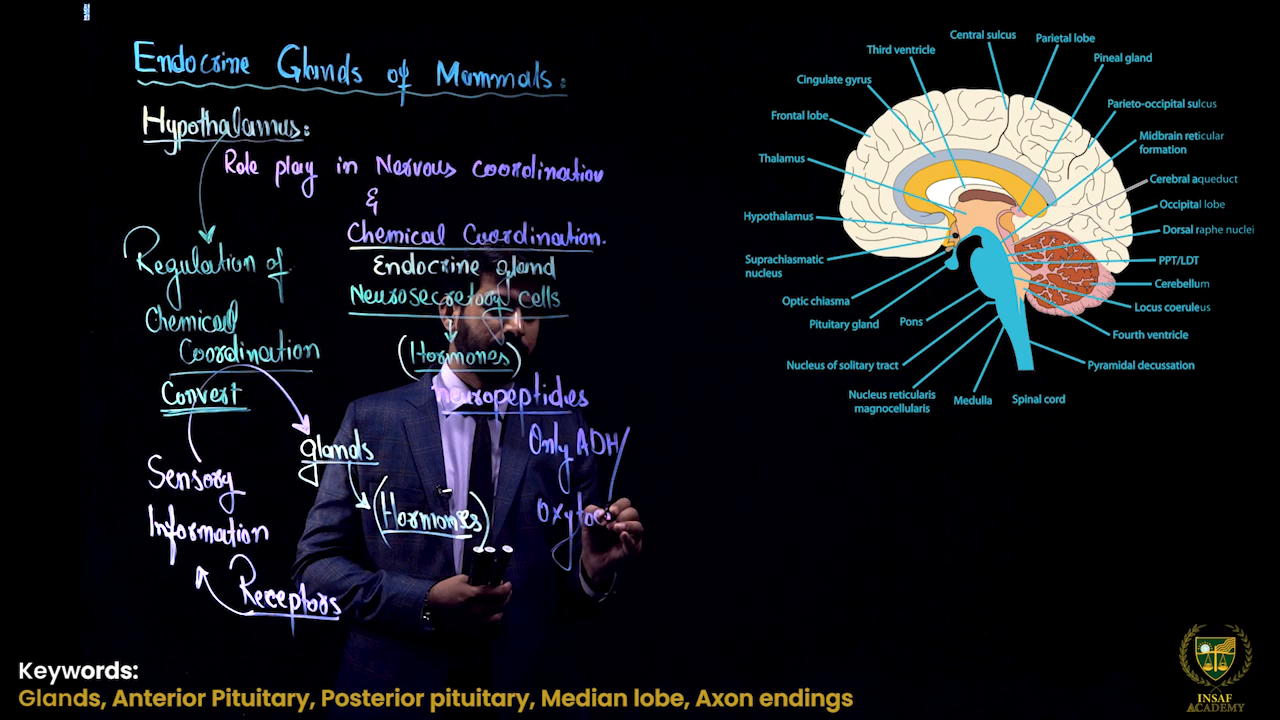 Endocrine Glands of Mammals:
Hypothalamus:
Role play in Nervous coordination
&
Chemical Coordination.
Endocrine gland
Neurosecretory cells
(Hormones)
neuropeptides
Only ADH/
Oxytoc
Regulation of
Chemical
Coordination
Convert
Glands
(Hormones)
Sensory
Information
Receptors
Central sulcus
Parietal lobe
Third ventricle
Pineal gland
Cingulate gyrus
Parieto-occipital sulcus
Frontal lobe
Midbrain reticular
formation
Thalamus
Cerebral aqueduct
Occipital lobe
Hypothalamus
Dorsal raphe nuclei
Suprachiasmatic
nucleus
PPT/LDT
Cerebellum
Optic chiasma
Locus coeruleus
Pituitary gland
Pons
Fourth ventricle
Nucleus of solitary tract
Pyramidal decussation
Nucleus reticularis
magnocellularis
Medulla
Spinal cord
Keywords:
Glands, Anterior Pituitary, Posterior pituitary, Median lobe, Axon endings
INSAF
ACADEMY